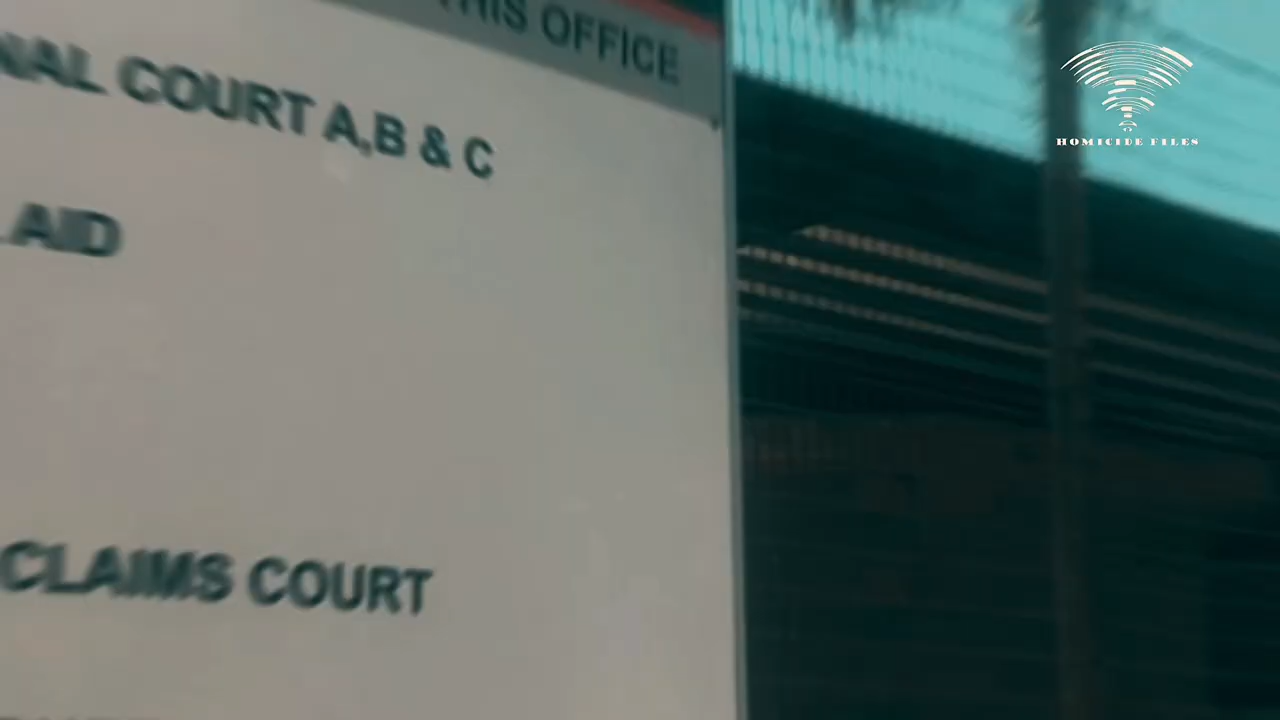 THIS OFFICE
NAL COURT A,B & C
AID
CLAIMS COURT
HOMICIDE FILES